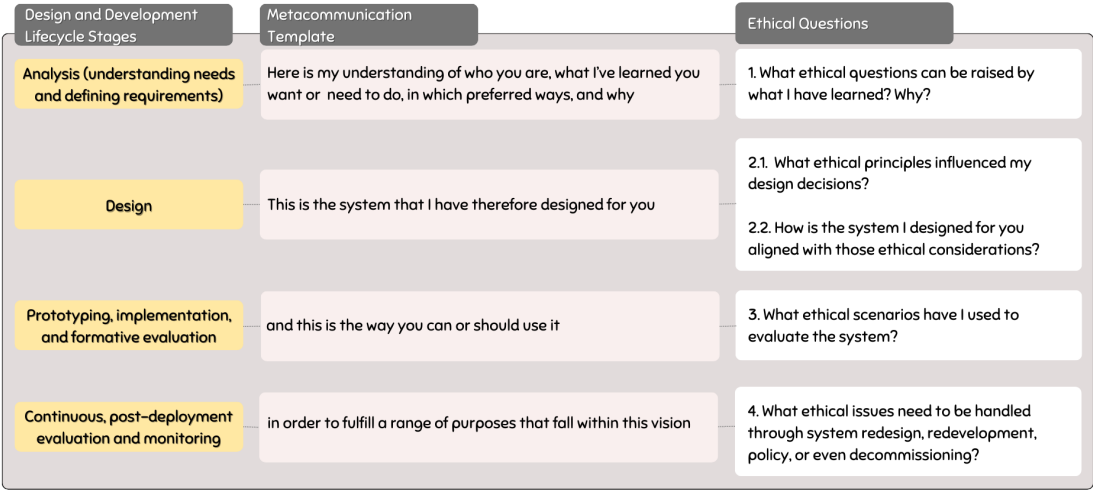 Design and Development
Lifecycle Stages
Metacommunication
Template
Ethical Questions
Analysis (understanding needs
and defining requirements)
Here is my understanding of who you are, what I've learned you
want or need to do, in which preferred ways, and why
1. What ethical questions can be raised by
what I have learned? Why?
Design
This is the system that I have therefore designed for you
2.1. What ethical principles influenced my
design decisions?
2.2. How is the system I designed for you
aligned with those ethical considerations?
Prototyping, implementation,
and formative evaluation
and this is the way you can or should use it
3. What ethical scenarios have I used to
evaluate the system?
Continuous, post-deployment
evaluation and monitoring
in order to fulfill a range of purposes that fall within this vision
4. What ethical issues need to be handled
through system redesign, redevelopment,
policy, or even decommissioning?